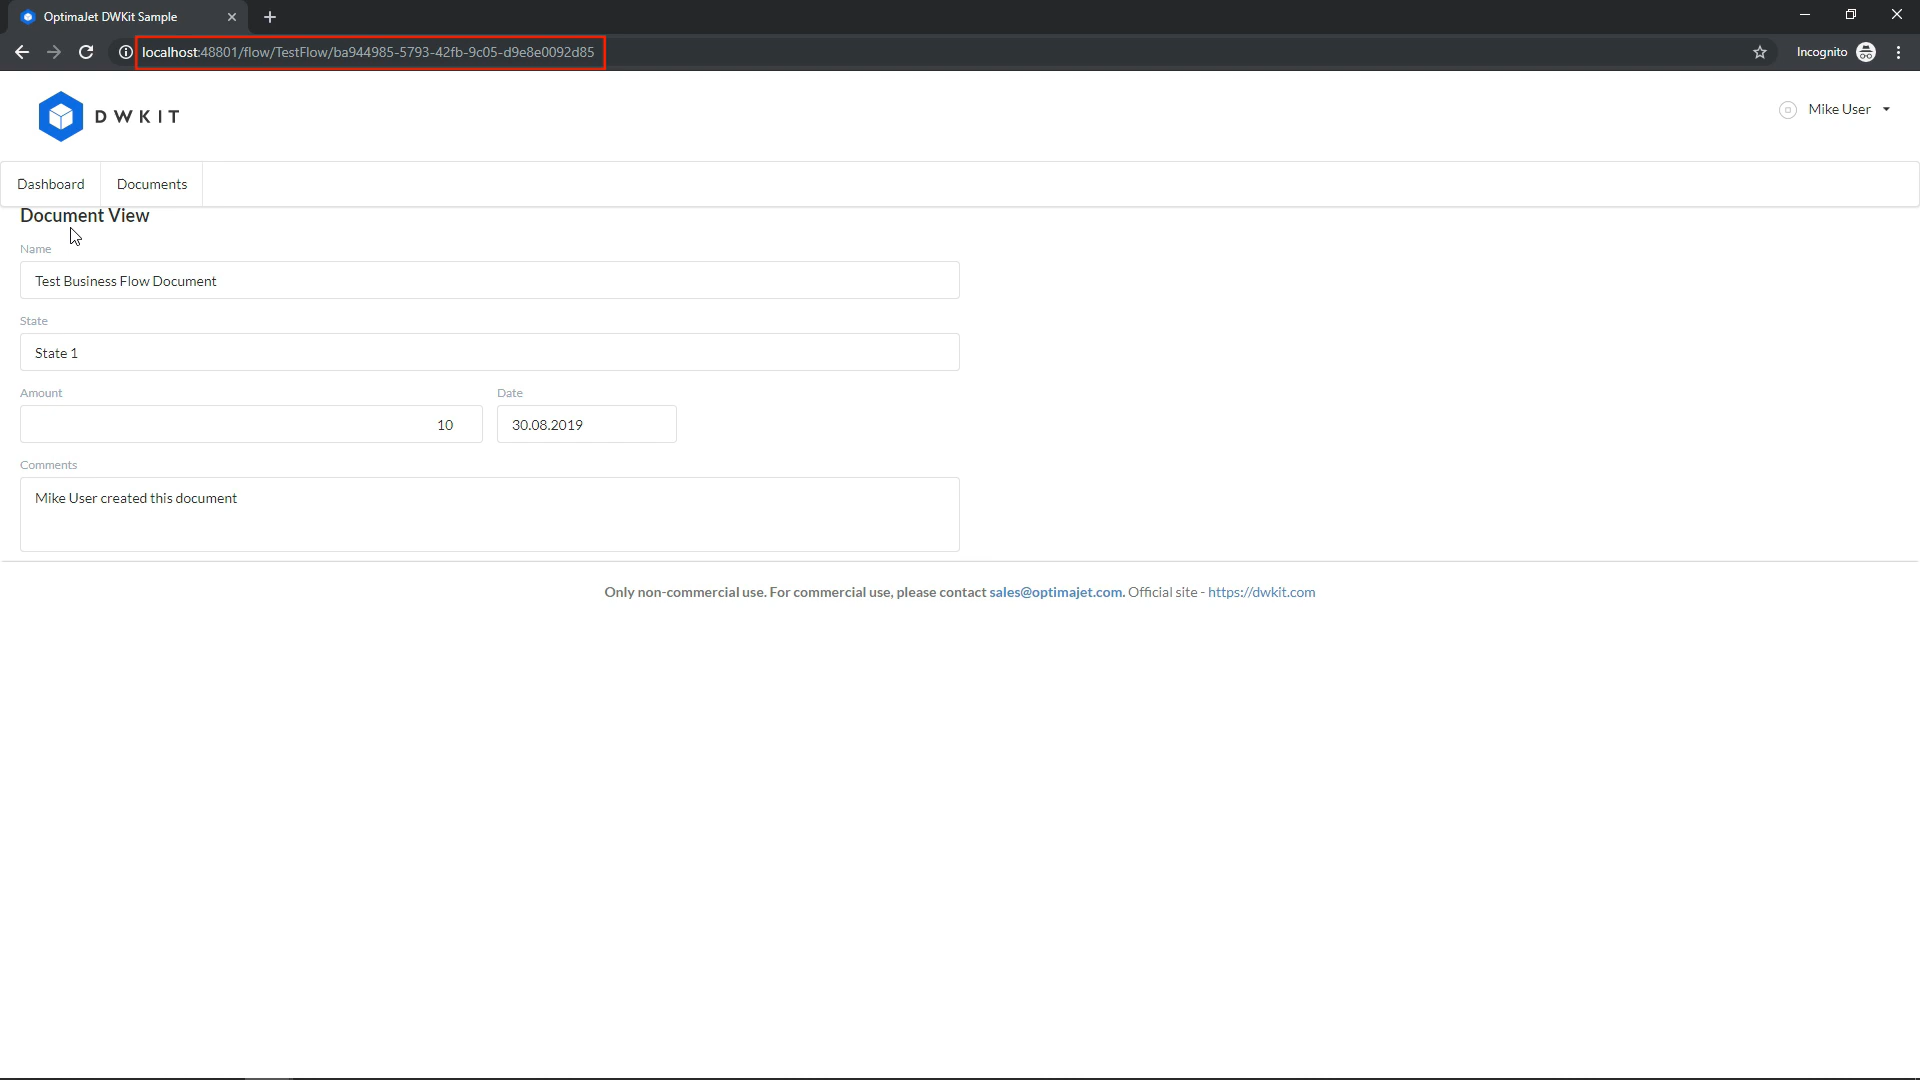 OptimaJet DWKit Sample
localhost:48801/flow/TestFlow/ba944985-5793-42fb-9c05-d9e8e0092d85
Incognito
DWKIT
Mike User
Dashboard
Documents
Document View
Name
Test Business Flow Document
State
State 1
Amount
Date
10
30.08.2019
Comments
Mike User created this document
Only non-commercial use. For commercial use, please contact sales@optimajet.com. Official site - https://dwkit.com